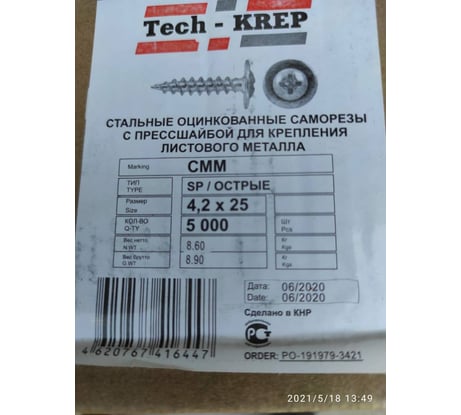 Tech - KREP
СТАЛЬНЫЕ ОЦИНКОВАННЫЕ САМОРЕЗЫ
С ПРЕССШАЙБОЙ ДЛЯ КРЕПЛЕНИЯ
ЛИСТОВОГО МЕТАЛЛА
Marking СММ
ТИП SP / ОСТРЫЕ
TYPE
Размер 4,2 x 25
Size
КОЛ-ВО 5 000 Шт
Q-TY Pcs
Вес нетто 8.60 Кг
N.WT Kgs
Вес брутто 8.90 Кг
G.WT Kgs
Дата: 06/2020
Date: 06/2020
Сделано в КНР
РСТ
4620767416447
ORDER: PO-191979-3421
2021/5/18 13:49